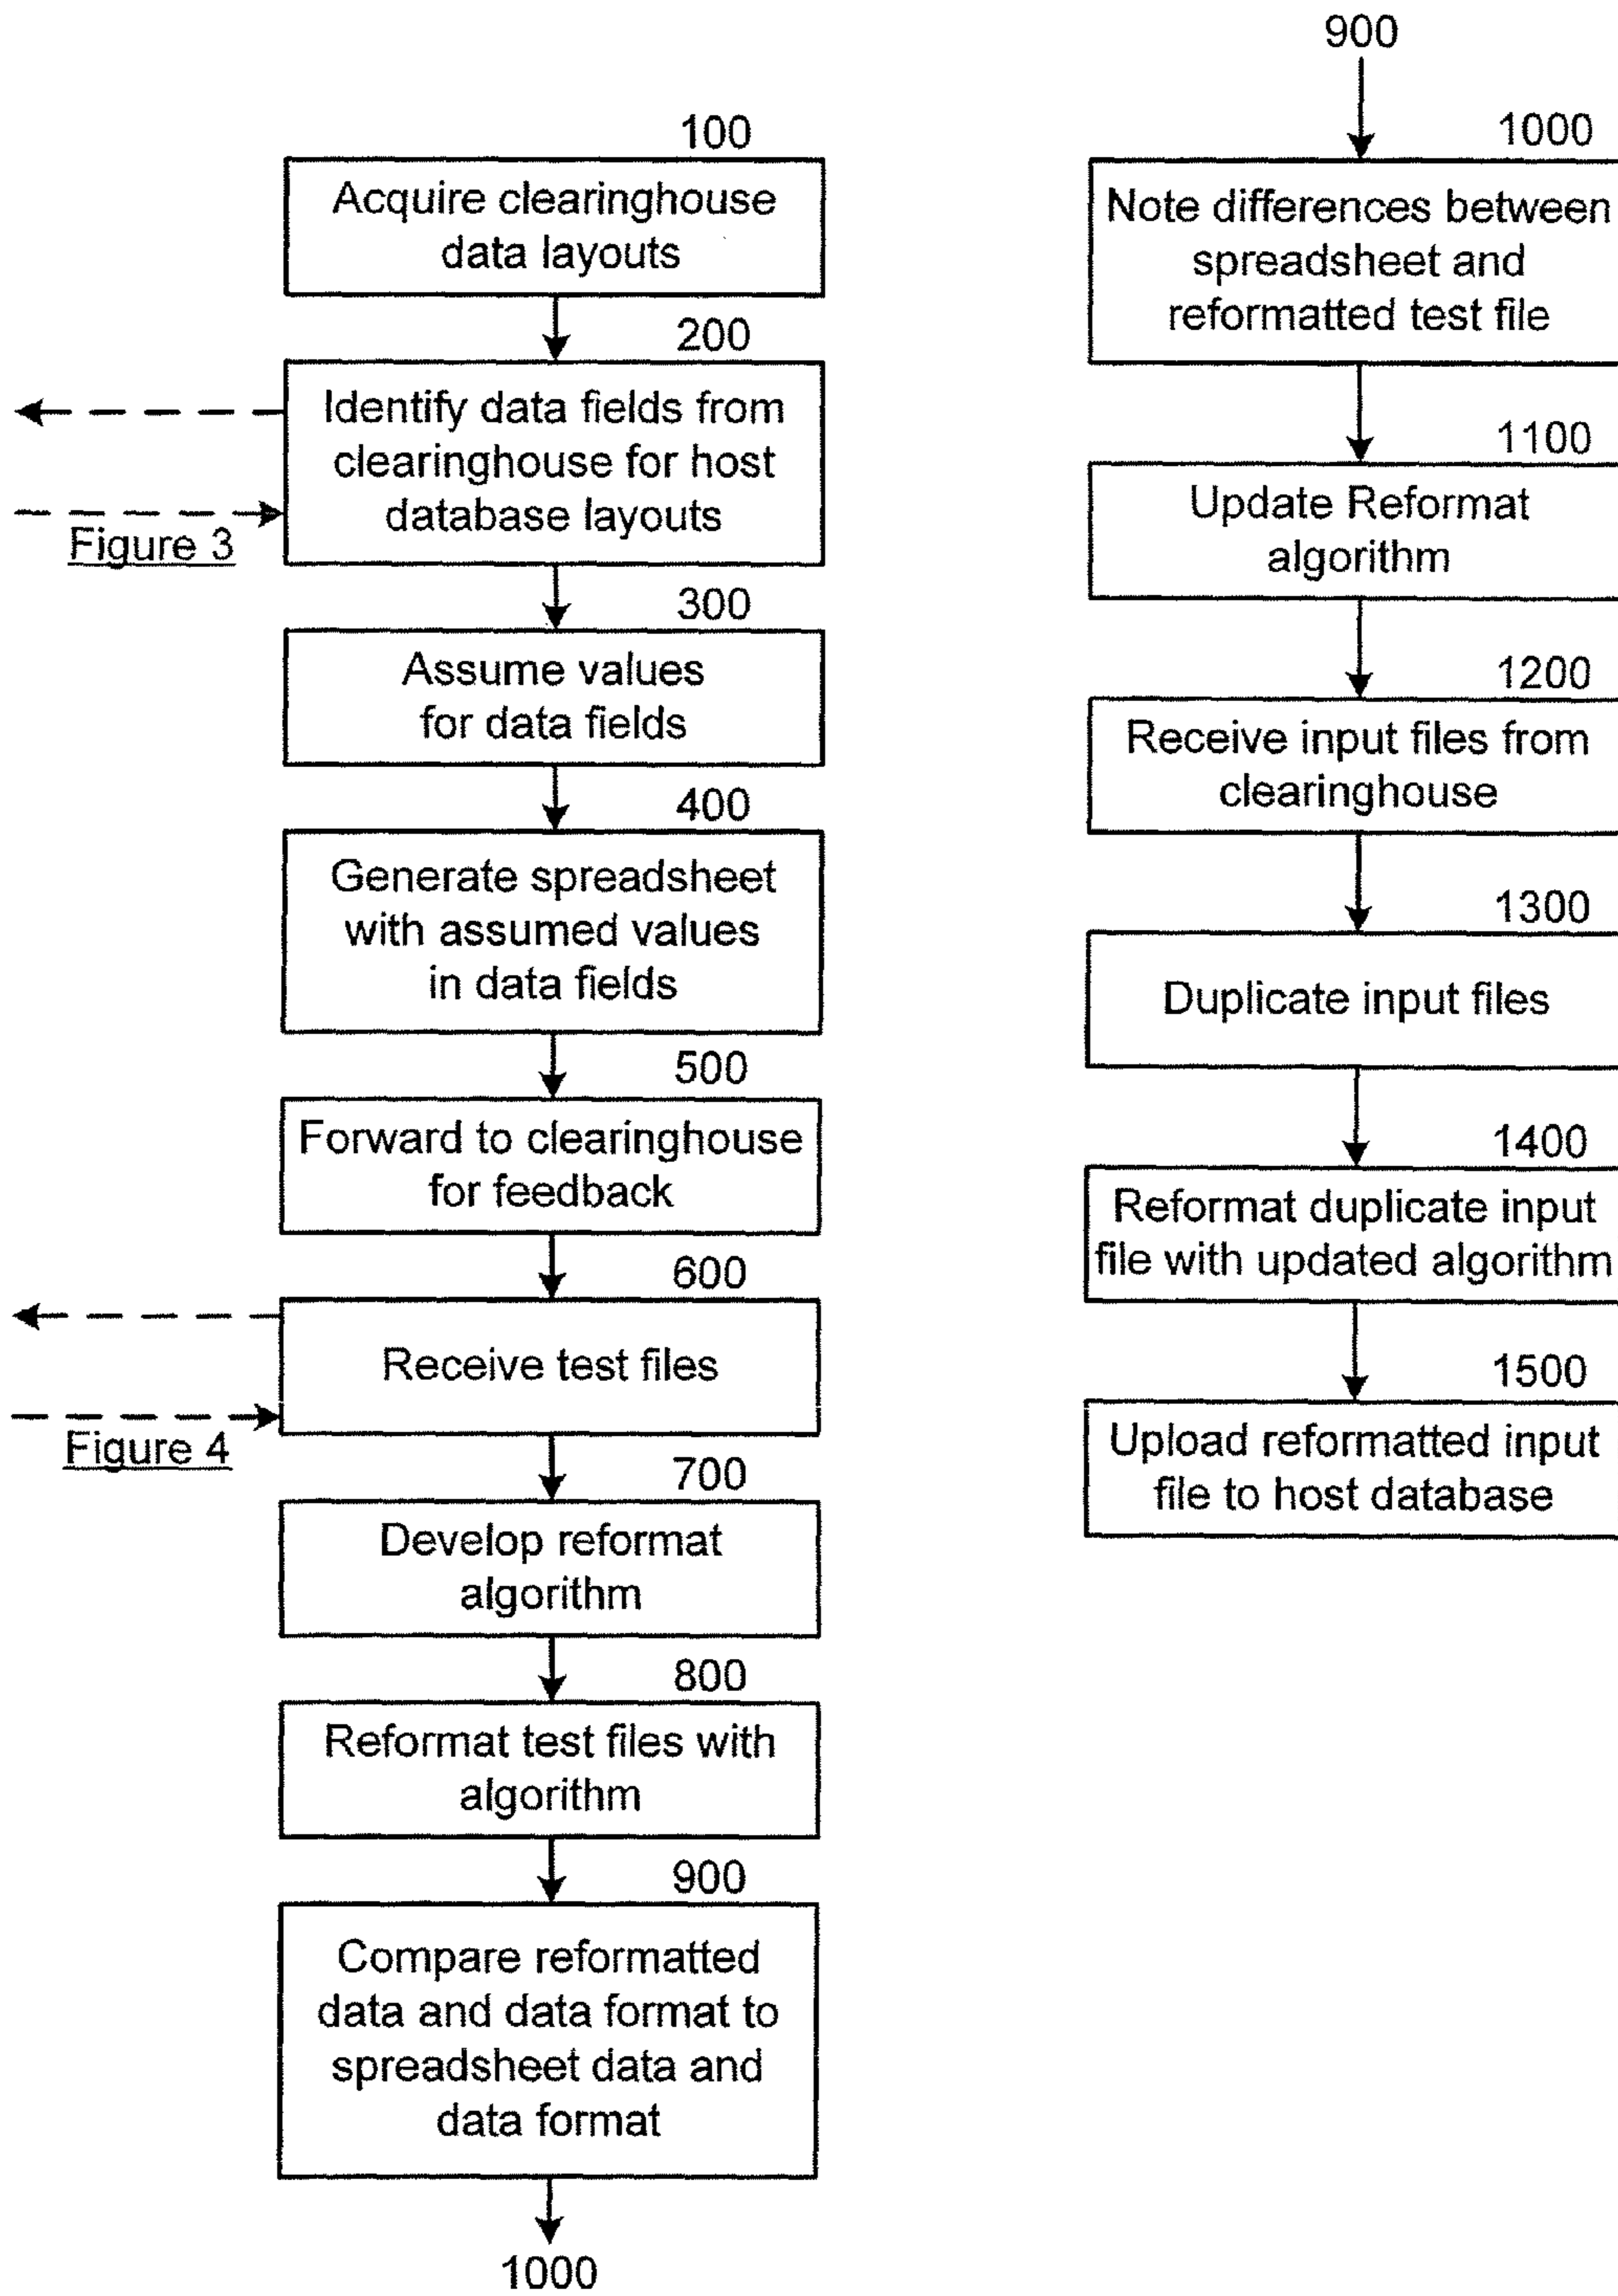 100
Acquire clearinghouse
data layouts
200
Identify data fields from
clearinghouse for host
database layouts
Figure 3
300
Assume values
for data fields
400
Generate spreadsheet
with assumed values
in data fields
500
Forward to clearinghouse
for feedback
600
Receive test files
Figure 4
700
Develop reformat
algorithm
800
Reformat test files with
algorithm
900
Compare reformatted
data and data format to
spreadsheet data and
data format
1000
900
1000
Note differences between
spreadsheet and
reformatted test file
1100
Update Reformat
algorithm
1200
Receive input files from
clearinghouse
1300
Duplicate input files
1400
Reformat duplicate input
file with updated algorithm
1500
Upload reformatted input
file to host database